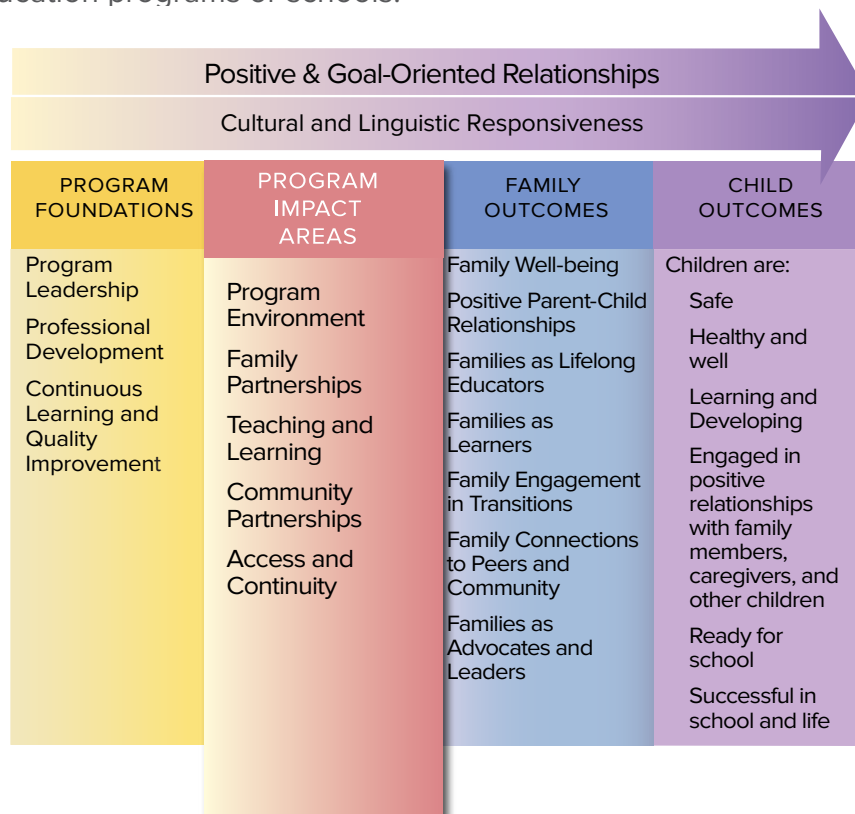 ucation programs or schools.
Positive & Goal-Oriented Relationships
Cultural and Linguistic Responsiveness
PROGRAM
FOUNDATIONS
Program
Leadership
Professional
Development
Continuous
Learning and
Quality
Improvement
PROGRAM
IMPACT
AREAS
Program
Environment
Family
Partnerships
Teaching and
Learning
Community
Partnerships
Access and
Continuity
FAMILY
OUTCOMES
Family Well-being
Positive Parent-Child
Relationships
Families as Lifelong
Educators
Families as
Learners
Family Engagement
in Transitions
Family Connections
to Peers and
Community
Families as
Advocates and
Leaders
CHILD
OUTCOMES
Children are:
Safe
Healthy and
well
Learning and
Developing
Engaged in
positive
relationships
with family
members,
caregivers, and
other children
Ready for
school
Successful in
school and life